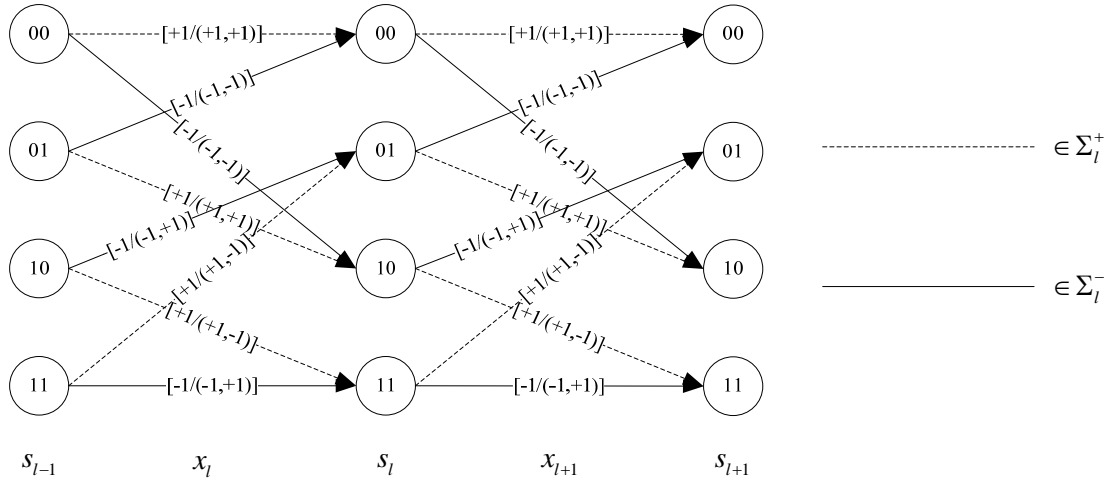 00 [+1/(+1,+1)] 00 [+1/(+1,+1)] 00
[-1/(-1,-1)] [-1/(-1,-1)]
[-1/(-1,-1)] [-1/(-1,-1)]
01 01 01 ∈ Σ_l^+
[+1/(+1,+1)] [+1/(+1,+1)]
[-1/(-1,+1)] [-1/(-1,+1)]
10 10 10
[+1/(+1,-1)] [+1/(+1,-1)] ∈ Σ_l^-
[+1/(+1,-1)] [+1/(+1,-1)]
11 [-1/(-1,+1)] 11 [-1/(-1,+1)] 11
s_{l-1} x_l s_l x_{l+1} s_{l+1}